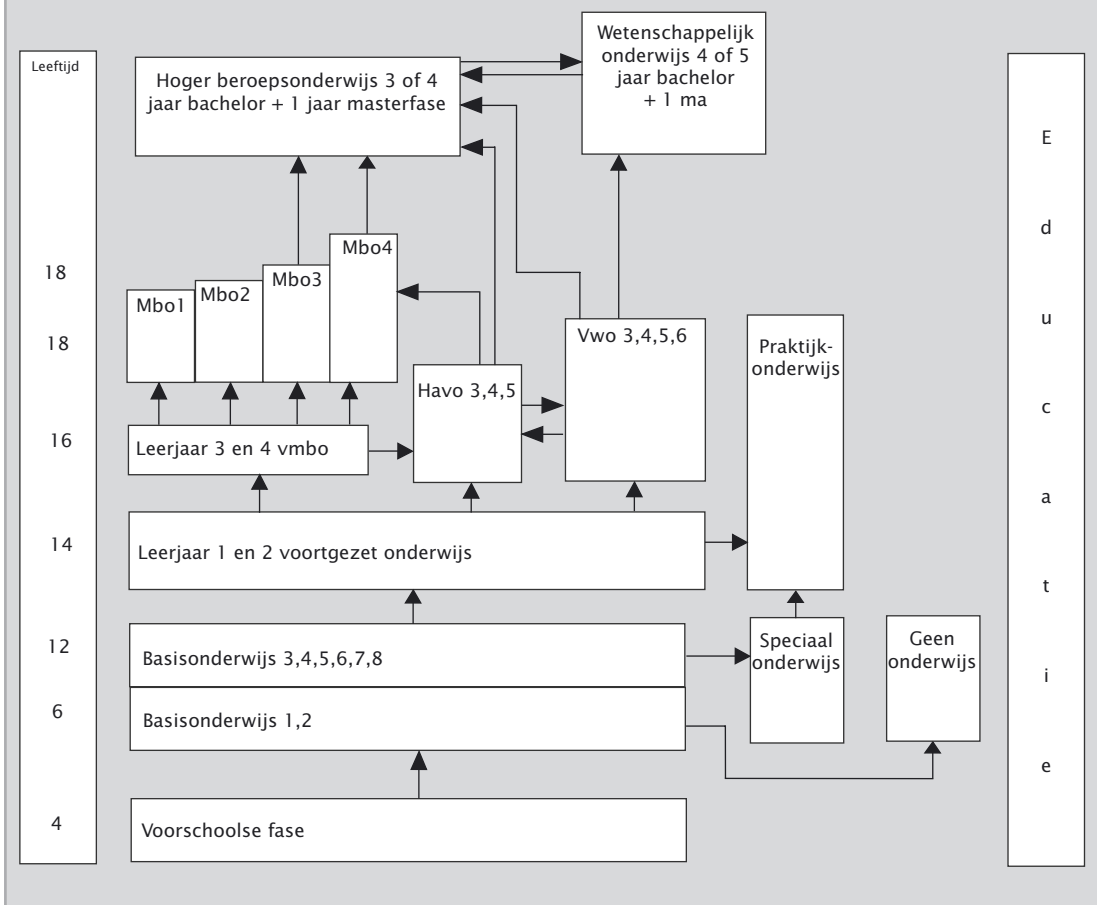 Leeftijd
Hoger beroepsonderwijs 3 of 4
jaar bachelor + 1 jaar masterfase
Wetenschappelijk
onderwijs 4 of 5
jaar bachelor
+ 1 ma
18
18
16
14
12
6
4
Mbo1
Mbo2
Mbo3
Mbo4
Havo 3,4,5
Vwo 3,4,5,6
Praktijk-
onderwijs
Leerjaar 3 en 4 vmbo
Leerjaar 1 en 2 voortgezet onderwijs
Basisonderwijs 3,4,5,6,7,8
Speciaal
onderwijs
Geen
onderwijs
Basisonderwijs 1,2
Voorschoolse fase
E
d
u
c
a
t
i
e